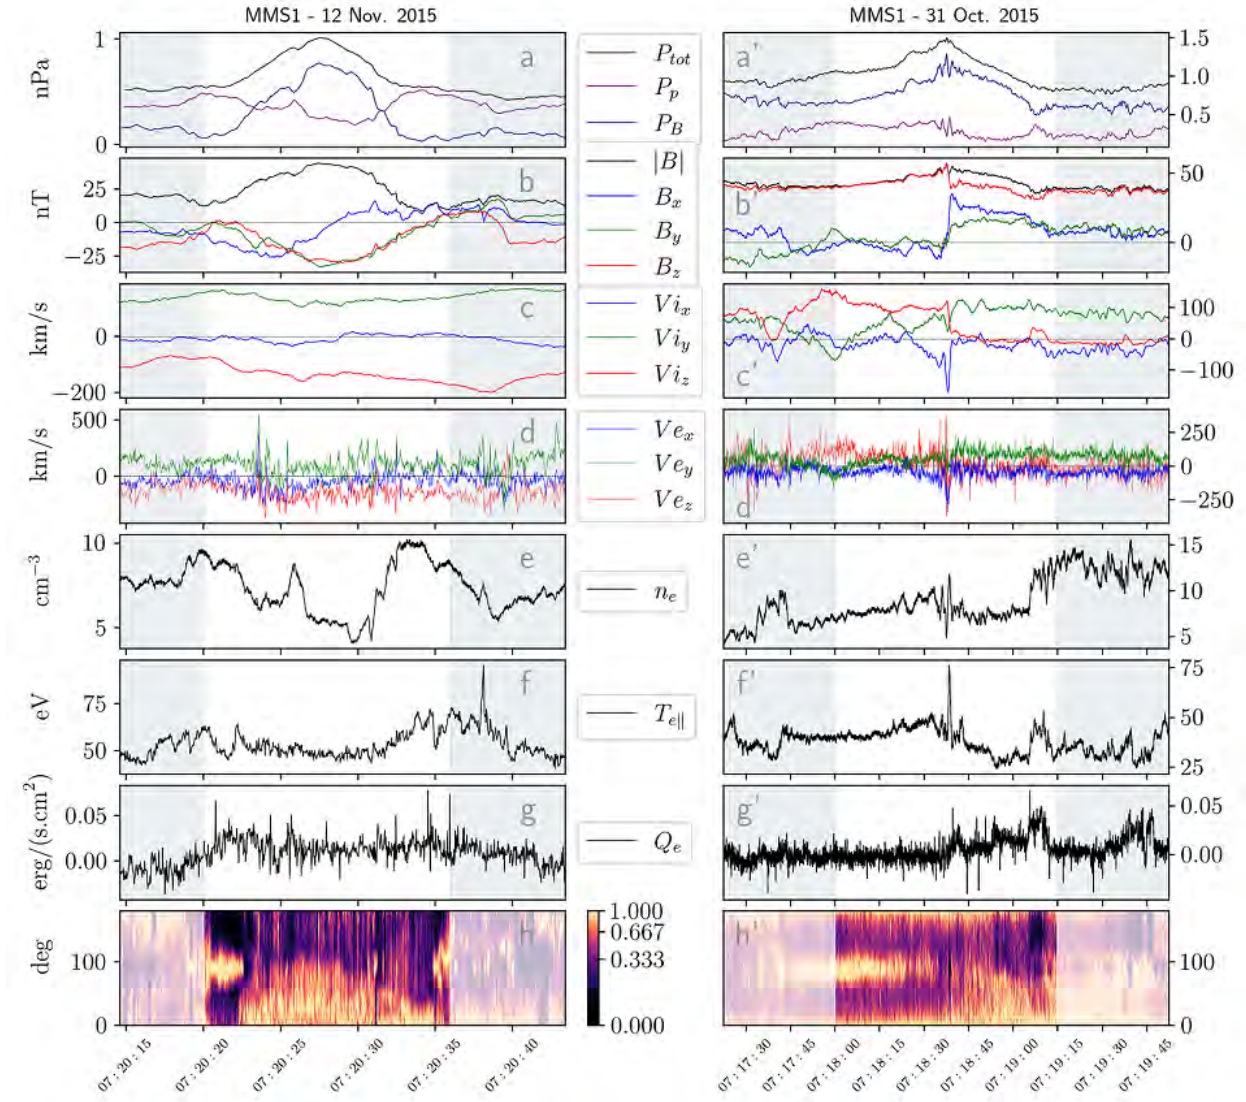 MMS1 - 12 Nov. 2015
MMS1 - 31 Oct. 2015
nPa
1
0
a
P_tot
P_p
P_B
a'
1.5
1.0
0.5
nT
25
0
−25
b
|B|
B_x
B_y
B_z
b'
50
0
km/s
0
−200
c
Vi_x
Vi_y
Vi_z
c'
100
0
−100
km/s
500
0
d
Ve_x
Ve_y
Ve_z
d'
250
0
−250
cm⁻³
10
5
e
n_e
e'
15
10
5
eV
75
50
f
T_e||
f'
75
50
25
erg/(s.cm²)
0.05
0.00
g
Q_e
g'
0.05
0.00
deg
100
0
h
1.000
0.667
0.333
0.000
h'
100
0
07:20:15
07:20:20
07:20:25
07:20:30
07:20:35
07:20:40
07:17:30
07:17:45
07:18:00
07:18:15
07:18:30
07:18:45
07:19:00
07:19:15
07:19:30
07:19:45